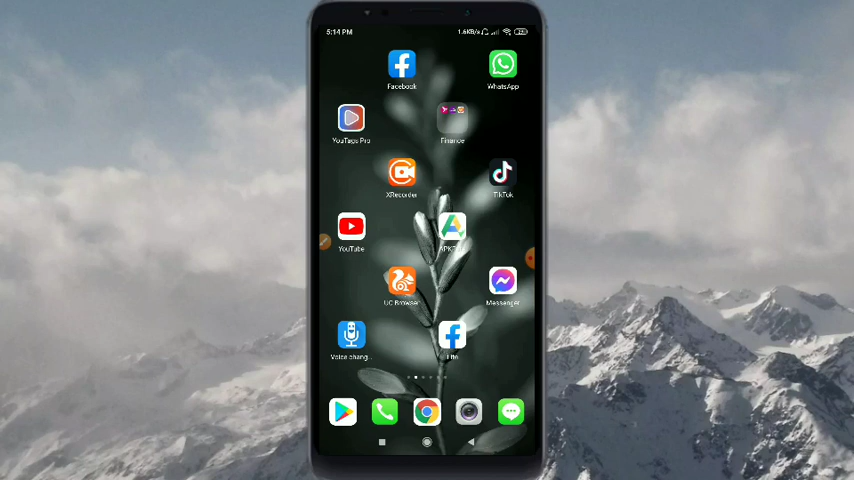 5:14 PM 1.6KB/s
Facebook WhatsApp
YouTags Pro Finance
XRecorder TikTok
YouTube
UC Browser Messenger
Voice chang... Lite